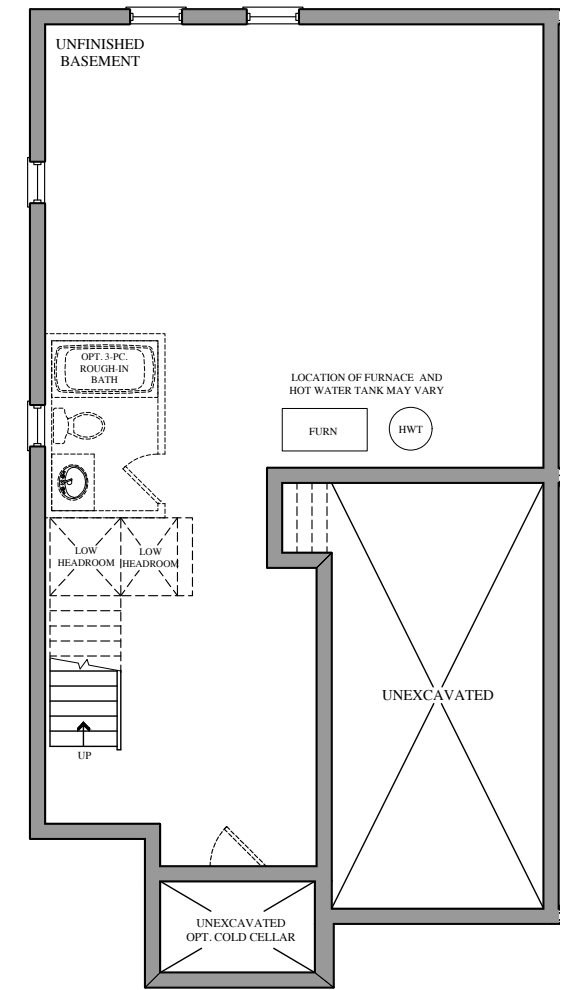 UNFINISHED
BASEMENT
OPT. 3-PC.
ROUGH-IN
BATH
LOCATION OF FURNACE AND
HOT WATER TANK MAY VARY
FURN
HWT
LOW
HEADROOM
LOW
HEADROOM
UNEXCAVATED
UP
UNEXCAVATED
OPT. COLD CELLAR